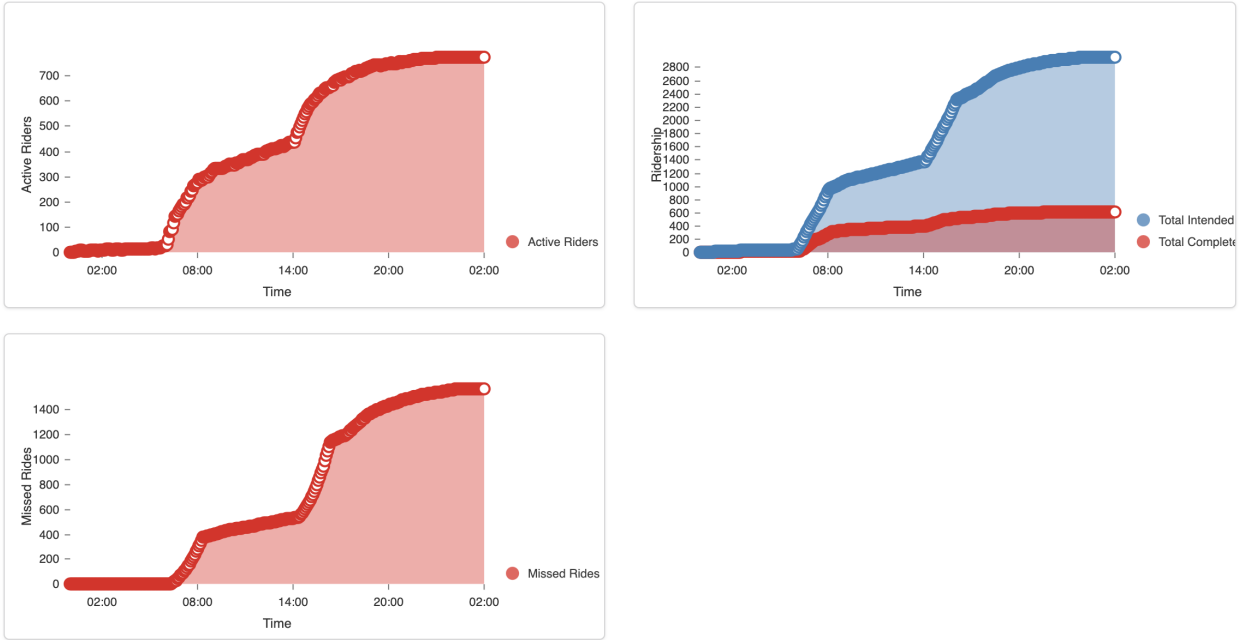 Active Riders
700
600
500
400
300
200
100
0
02:00 08:00 14:00 20:00 02:00
Time
Active Riders
Ridership
2800
2600
2400
2200
2000
1800
1600
1400
1200
1000
800
600
400
200
0
02:00 08:00 14:00 20:00 02:00
Time
Total Intended
Total Complete
Missed Rides
1400
1200
1000
800
600
400
200
0
02:00 08:00 14:00 20:00 02:00
Time
Missed Rides